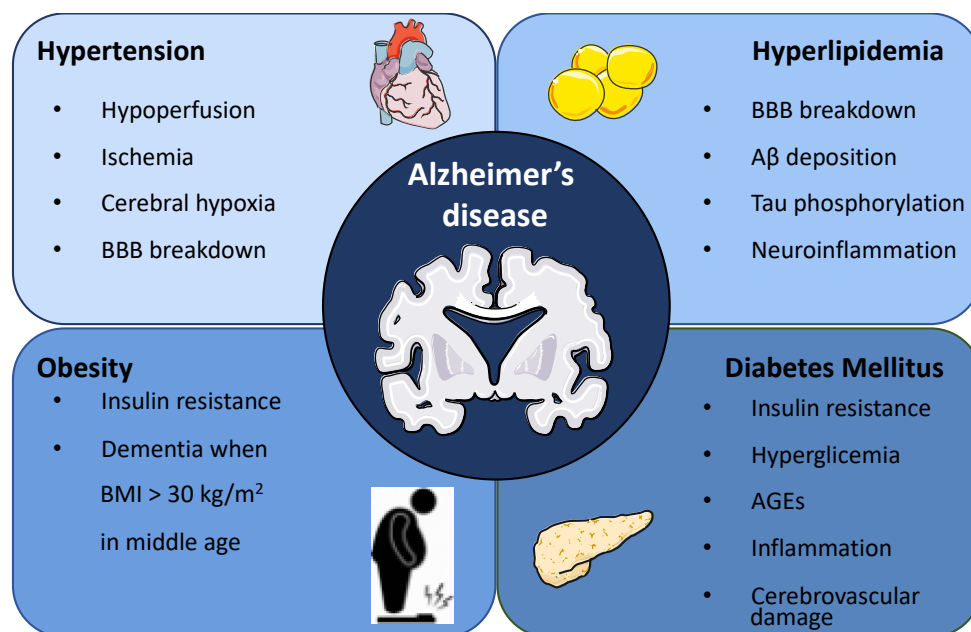 Hypertension
• Hypoperfusion
• Ischemia
• Cerebral hypoxia
• BBB breakdown
Hyperlipidemia
• BBB breakdown
• Aβ deposition
• Tau phosphorylation
• Neuroinflammation
Alzheimer’s
disease
Obesity
• Insulin resistance
• Dementia when
BMI > 30 kg/m²
in middle age
Diabetes Mellitus
• Insulin resistance
• Hyperglicemia
• AGEs
• Inflammation
• Cerebrovascular
damage